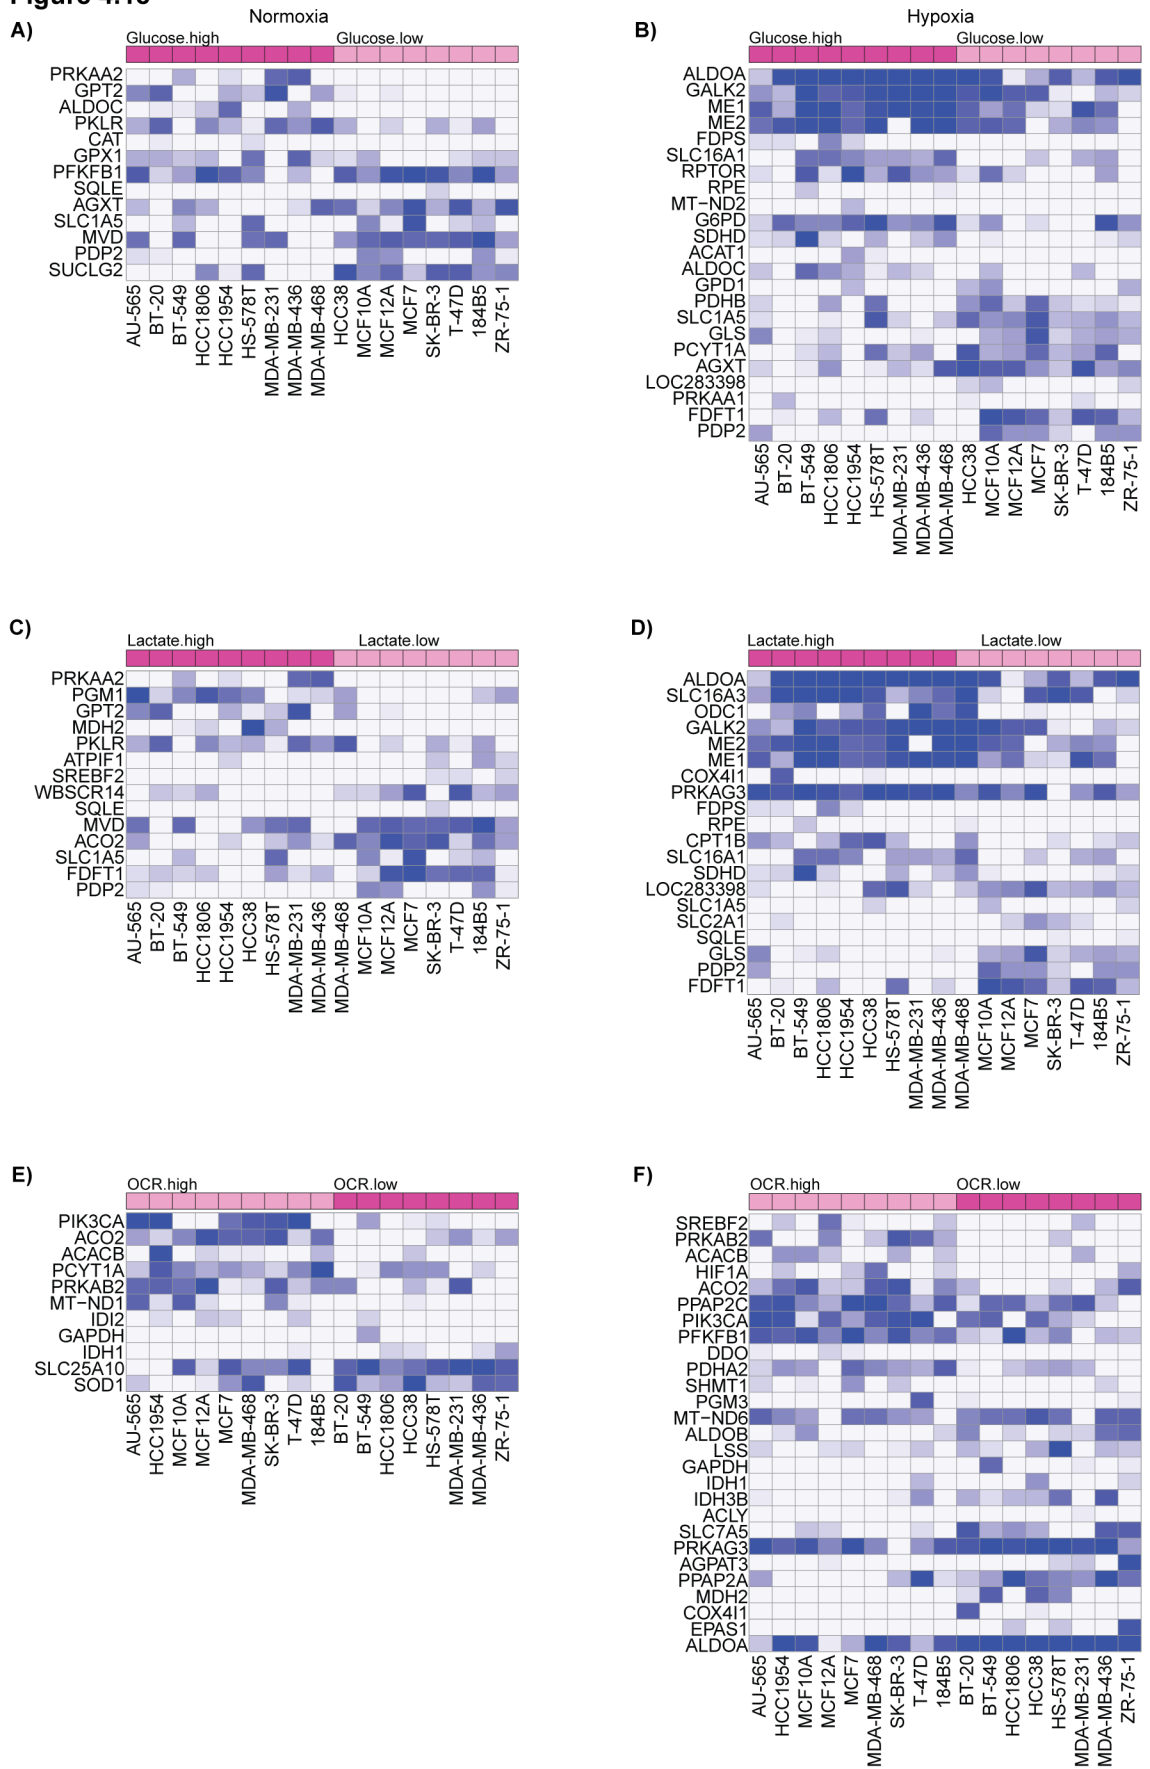 Normoxia
Hypoxia
A)
Glucose.high
Glucose.low
PRKAA2
GPT2
ALDOC
PKLR
CAT
GPX1
PFKFB1
SQLE
AGXT
SLC1A5
MVD
PDP2
SUCLG2
AU-565
BT-20
BT-549
HCC1806
HCC1954
HS-578T
MDA-MB-231
MDA-MB-436
MDA-MB-468
HCC38
MCF10A
MCF12A
MCF7
SK-BR-3
T-47D
184B5
ZR-75-1
B)
Glucose.high
Glucose.low
ALDOA
GALK2
ME1
ME2
FDPS
SLC16A1
RPTOR
RPE
MT−ND2
G6PD
SDHD
ACAT1
ALDOC
GPD1
PDHB
SLC1A5
GLS
PCYT1A
AGXT
LOC283398
PRKAA1
FDFT1
PDP2
AU-565
BT-20
BT-549
HCC1806
HCC1954
HS-578T
MDA-MB-231
MDA-MB-436
MDA-MB-468
HCC38
MCF10A
MCF12A
MCF7
SK-BR-3
T-47D
184B5
ZR-75-1
C)
Lactate.high
Lactate.low
PRKAA2
PGM1
GPT2
MDH2
PKLR
ATPIF1
SREBF2
WBSCR14
SQLE
MVD
ACO2
SLC1A5
FDFT1
PDP2
AU-565
BT-20
BT-549
HCC1806
HCC1954
HCC38
HS-578T
MDA-MB-231
MDA-MB-436
MDA-MB-468
MCF10A
MCF12A
MCF7
SK-BR-3
T-47D
184B5
ZR-75-1
D)
Lactate.high
Lactate.low
ALDOA
SLC16A3
ODC1
GALK2
ME2
ME1
COX4I1
PRKAG3
FDPS
RPE
CPT1B
SLC16A1
SDHD
LOC283398
SLC1A5
SLC2A1
SQLE
GLS
PDP2
FDFT1
AU-565
BT-20
BT-549
HCC1806
HCC1954
HCC38
HS-578T
MDA-MB-231
MDA-MB-436
MDA-MB-468
MCF10A
MCF12A
MCF7
SK-BR-3
T-47D
184B5
ZR-75-1
E)
OCR.high
OCR.low
PIK3CA
ACO2
ACACB
PCYT1A
PRKAB2
MT−ND1
IDI2
GAPDH
IDH1
SLC25A10
SOD1
AU-565
HCC1954
MCF10A
MCF12A
MCF7
MDA-MB-468
SK-BR-3
T-47D
184B5
BT-20
BT-549
HCC1806
HCC38
HS-578T
MDA-MB-231
MDA-MB-436
ZR-75-1
F)
OCR.high
OCR.low
SREBF2
PRKAB2
ACACB
HIF1A
ACO2
PPAP2C
PIK3CA
PFKFB1
DDO
PDHA2
SHMT1
PGM3
MT−ND6
ALDOB
LSS
GAPDH
IDH1
IDH3B
ACLY
SLC7A5
PRKAG3
AGPAT3
PPAP2A
MDH2
COX4I1
EPAS1
ALDOA
AU-565
HCC1954
MCF10A
MCF12A
MCF7
MDA-MB-468
SK-BR-3
T-47D
184B5
BT-20
BT-549
HCC1806
HCC38
HS-578T
MDA-MB-231
MDA-MB-436
ZR-75-1